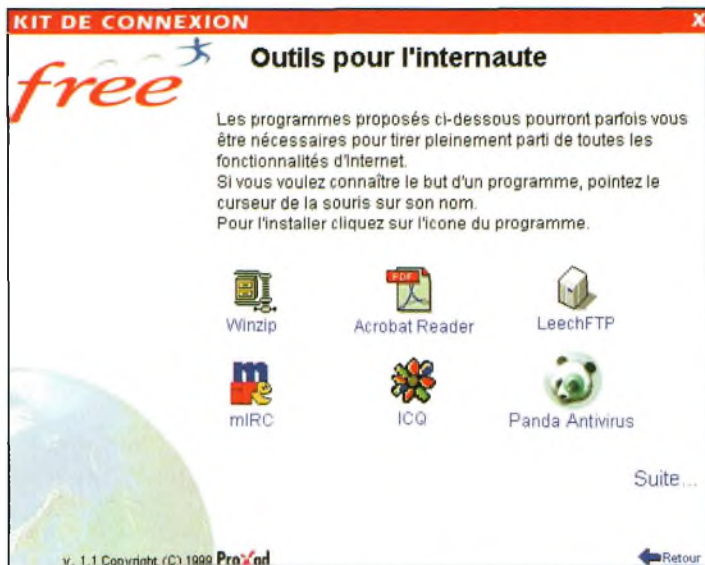 KIT DE CONNEXION X
free
Outils pour l'internaute
Les programmes proposés ci-dessous pourront parfois vous
être nécessaires pour tirer pleinement parti de toutes les
fonctionnalités d'Internet.
Si vous voulez connaître le but d'un programme, pointez le
curseur de la souris sur son nom.
Pour l'installer cliquez sur l'icone du programme.
PDF
Winzip Acrobat Reader LeechFTP
mIRC
mIRC ICQ Panda Antivirus
Suite...
v. 1.1 Copyright (C) 1999 ProXad
Retour